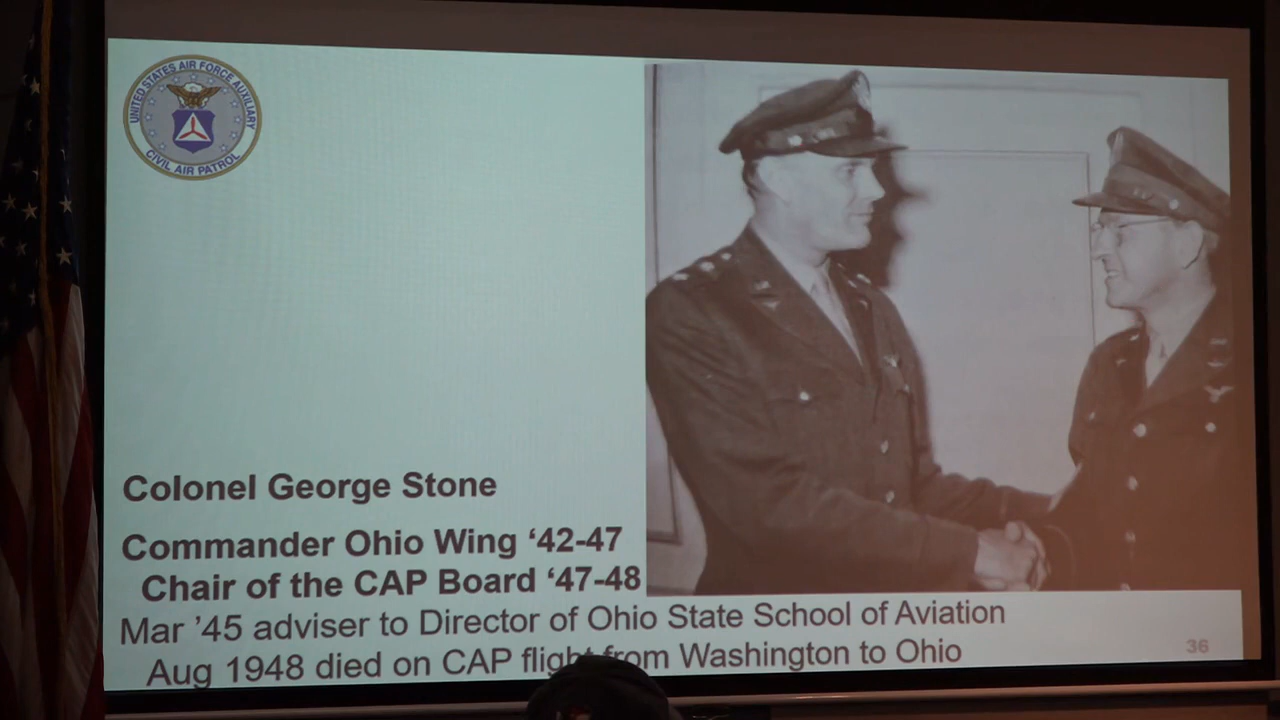 UNITED STATES AIR FORCE AUXILIARY
CIVIL AIR PATROL
Colonel George Stone
Commander Ohio Wing ‘42-47
Chair of the CAP Board ‘47-48
Mar ’45 adviser to Director of Ohio State School of Aviation
Aug 1948 died on CAP flight from Washington to Ohio
36